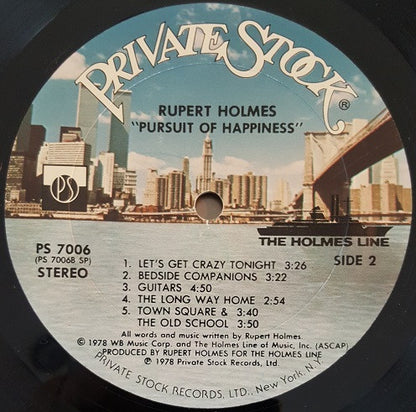 PRIVATE STOCK®
RUPERT HOLMES
"PURSUIT OF HAPPINESS"
PS
THE HOLMES LINE
PS 7006
(PS 7006B SP)
STEREO
SIDE 2
1. LET'S GET CRAZY TONIGHT 3:26
2. BEDSIDE COMPANIONS 3:22
3. GUITARS 4:50
4. THE LONG WAY HOME 2:54
5. TOWN SQUARE & 3:40
THE OLD SCHOOL 3:50
All words and music written by Rupert Holmes.
© 1978 WB Music Corp. and The Holmes Line of Music, Inc. (ASCAP)
PRODUCED BY RUPERT HOLMES FOR THE HOLMES LINE
℗ 1978 Private Stock Records, Ltd.
PRIVATE STOCK RECORDS, LTD., New York, N.Y.